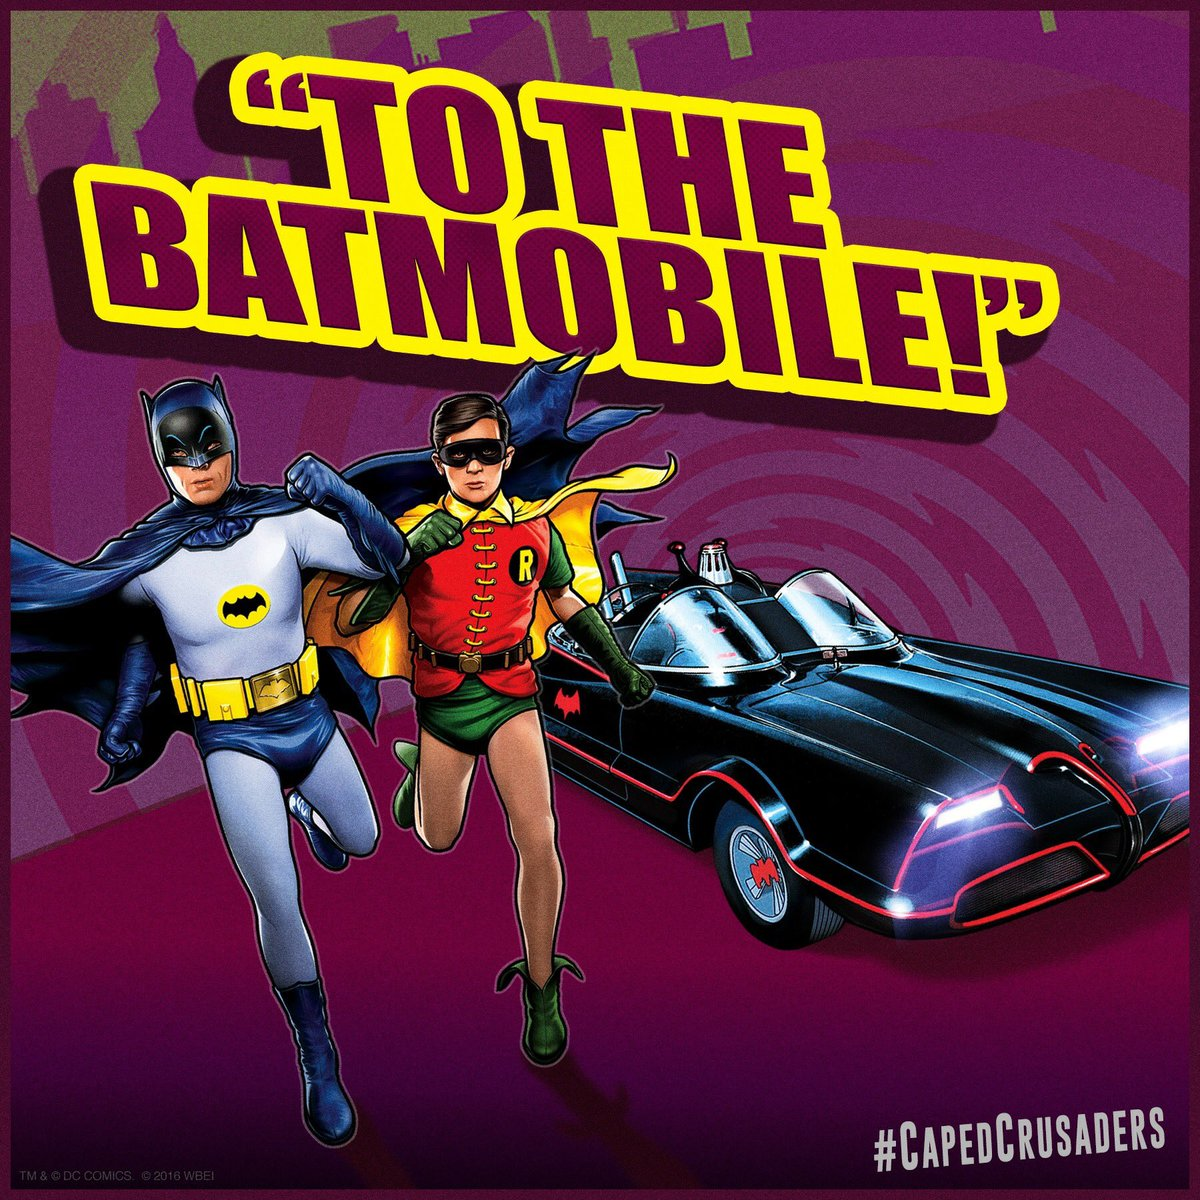 “TO THE
BATMOBILE!”
R
#CAPEDCRUSADERS
TM & © DC COMICS. © 2016 WBEI